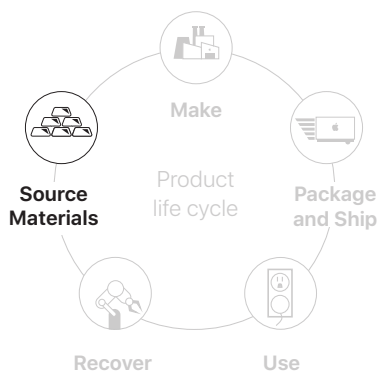 Make
Source
Materials
Product
life cycle
Package
and Ship
Recover
Use